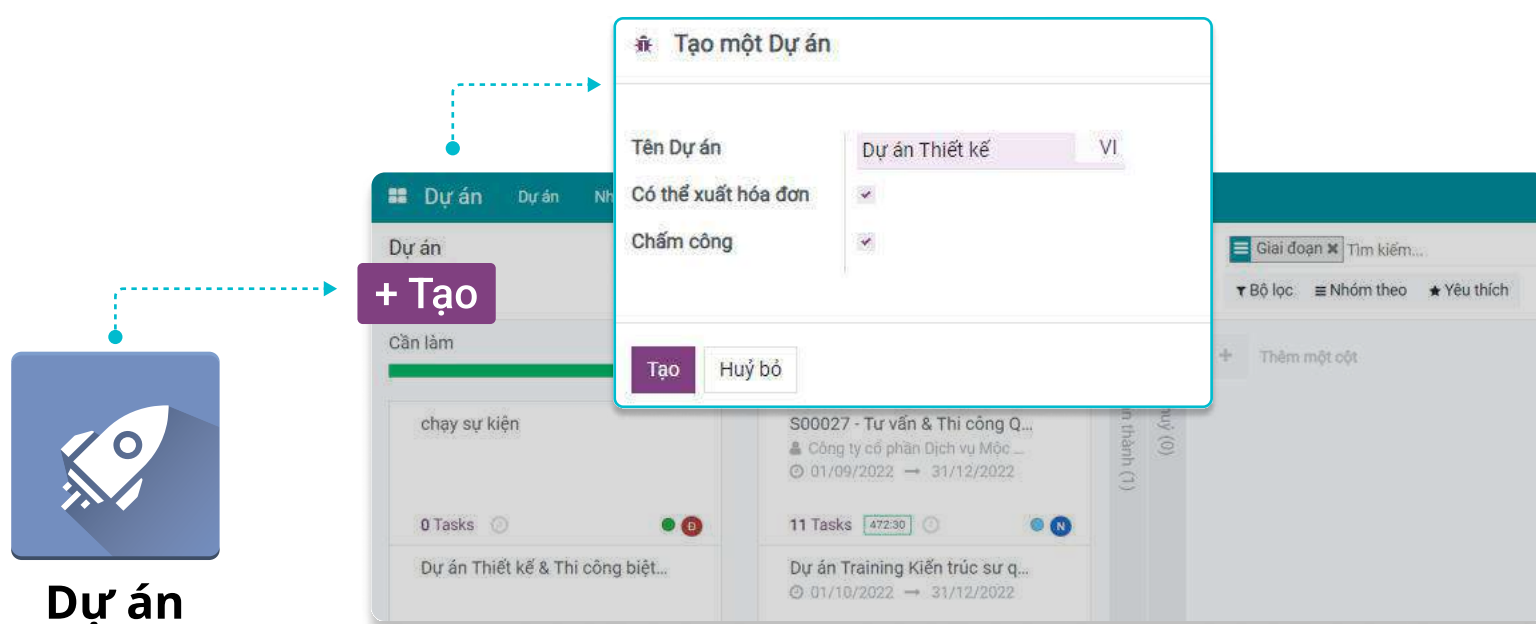 Tạo một Dự án
Tên Dự án
Dự án Thiết kế
VI
Có thể xuất hóa đơn
Chấm công
Tạo
Huỷ bỏ
Dự án
Dự án
Dự án
+ Tạo
Giai đoạn ✖ Tìm kiếm...
Bộ lọc
Nhóm theo
Yêu thích
Cần làm
+ Thêm một cột
chạy sự kiện
0 Tasks
Đ
Dự án Thiết kế & Thi công biệt...
S00027 - Tư vấn & Thi công Q...
Công ty cổ phần Dịch vụ Mộc ...
01/09/2022 → 31/12/2022
11 Tasks 472:30
N
Dự án Training Kiến trúc sư q...
01/10/2022 → 31/12/2022
thành (1)
(0)
Dự án